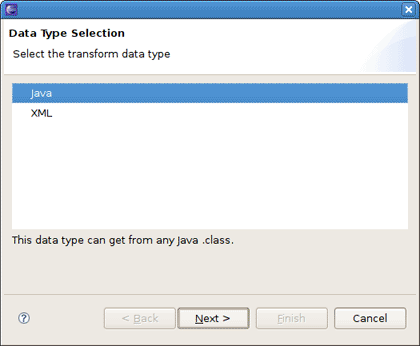 Data Type Selection
Select the transform data type
Java
XML
This data type can get from any Java .class.
< Back
Next >
Finish
Cancel